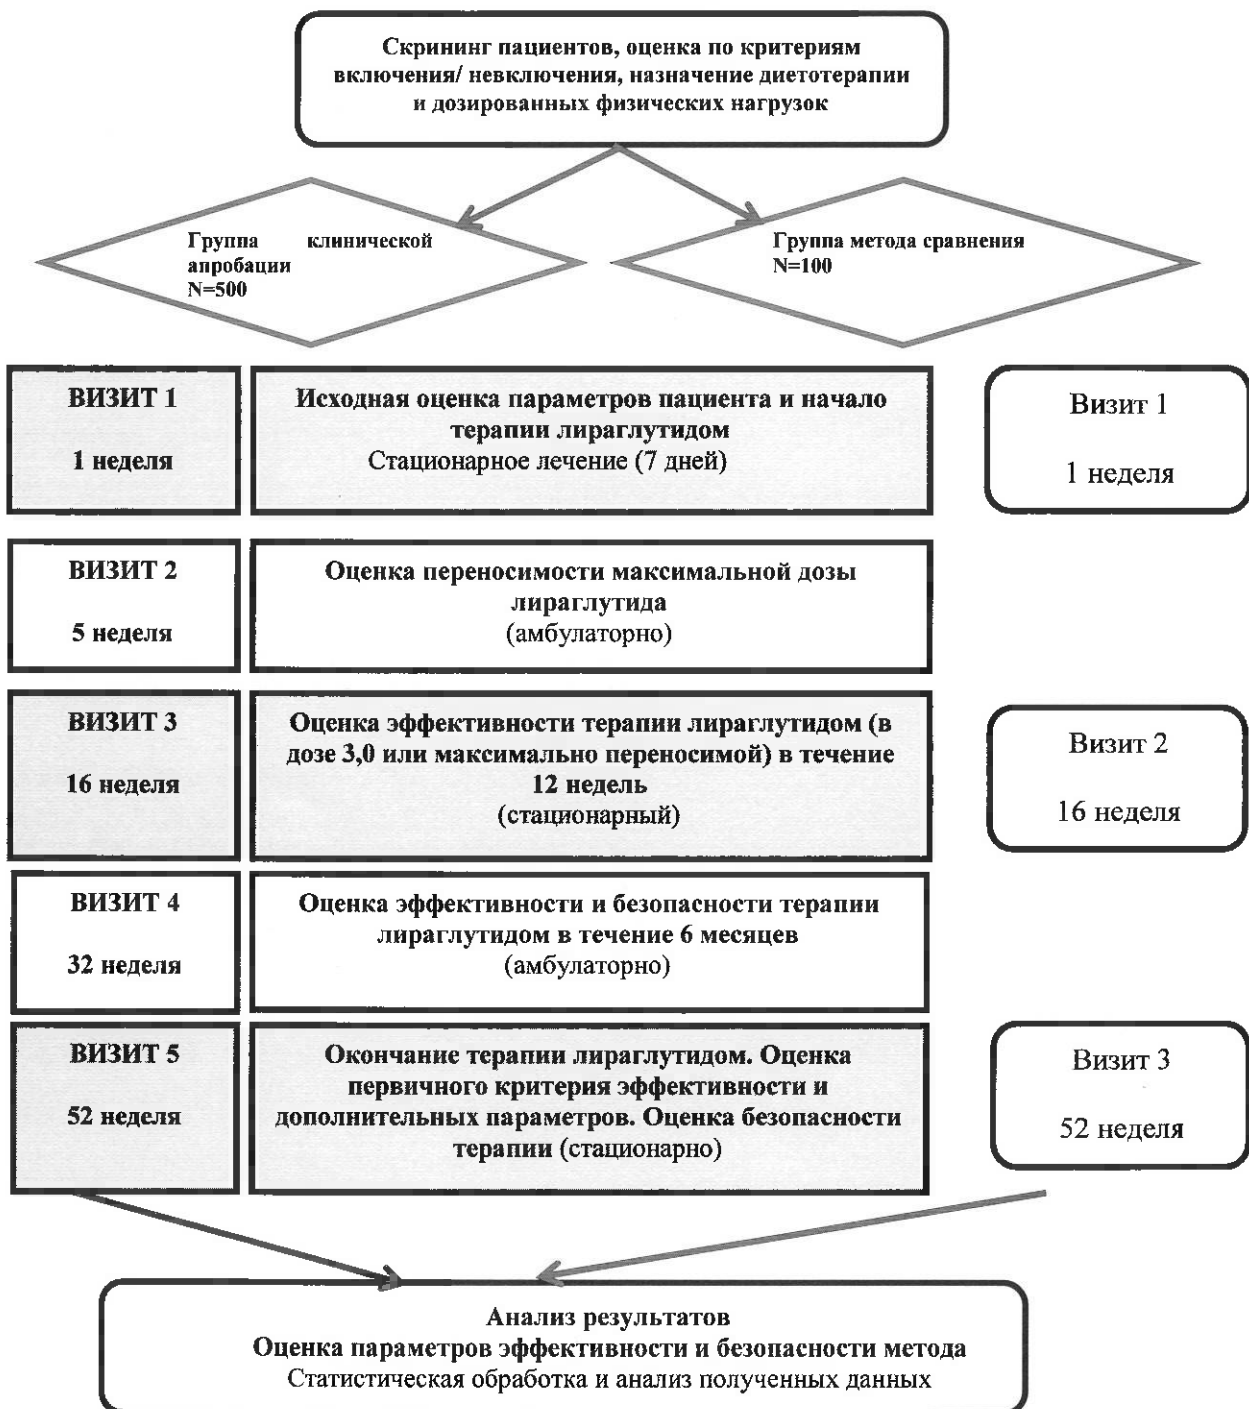 Скрининг пациентов, оценка по критериям
включения/ невключения, назначение диетотерапии
и дозированных физических нагрузок
Группа клинической
апробации
N=500
Группа метода сравнения
N=100
ВИЗИТ 1
1 неделя
Исходная оценка параметров пациента и начало
терапии лираглутидом
Стационарное лечение (7 дней)
Визит 1
1 неделя
ВИЗИТ 2
5 неделя
Оценка переносимости максимальной дозы
лираглутида
(амбулаторно)
ВИЗИТ 3
16 неделя
Оценка эффективности терапии лираглутидом (в
дозе 3,0 или максимально переносимой) в течение
12 недель
(стационарный)
Визит 2
16 неделя
ВИЗИТ 4
32 неделя
Оценка эффективности и безопасности терапии
лираглутидом в течение 6 месяцев
(амбулаторно)
ВИЗИТ 5
52 неделя
Окончание терапии лираглутидом. Оценка
первичного критерия эффективности и
дополнительных параметров. Оценка безопасности
терапии (стационарно)
Визит 3
52 неделя
Анализ результатов
Оценка параметров эффективности и безопасности метода
Статистическая обработка и анализ полученных данных